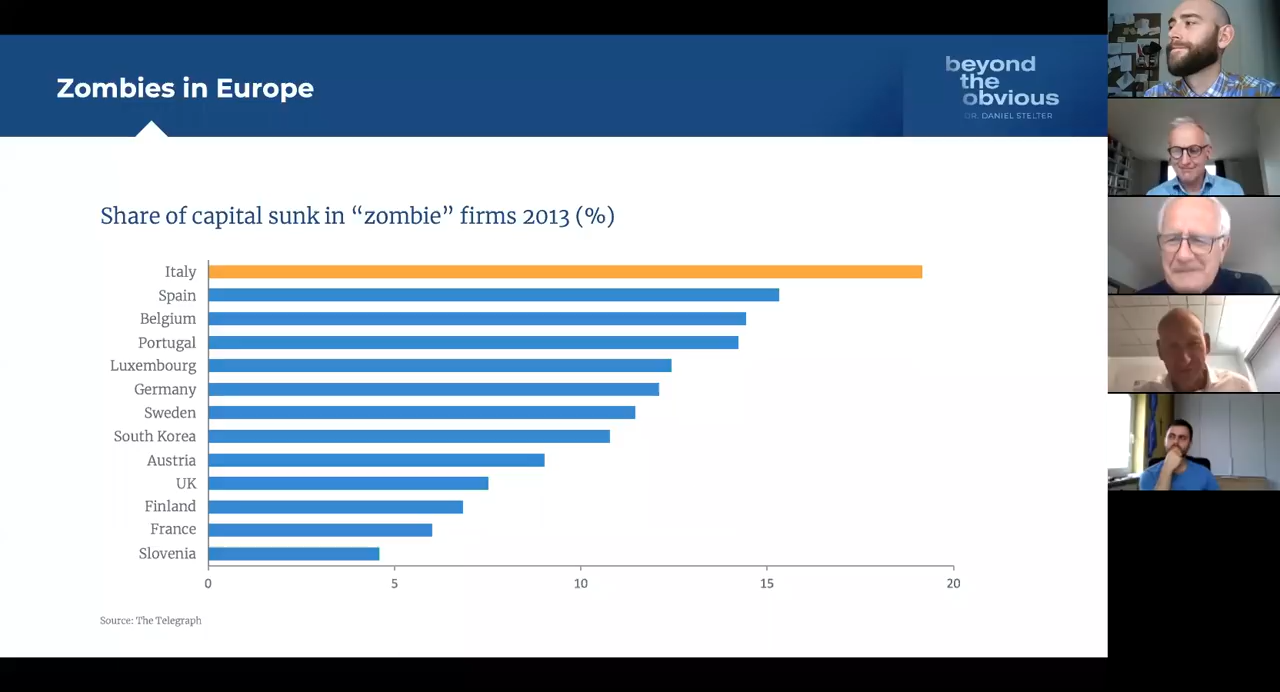 Zombies in Europe
beyond
the
obvious
DR. DANIEL STELTER
Share of capital sunk in “zombie” firms 2013 (%)
Italy
Spain
Belgium
Portugal
Luxembourg
Germany
Sweden
South Korea
Austria
UK
Finland
France
Slovenia
0 5 10 15 20
Source: The Telegraph